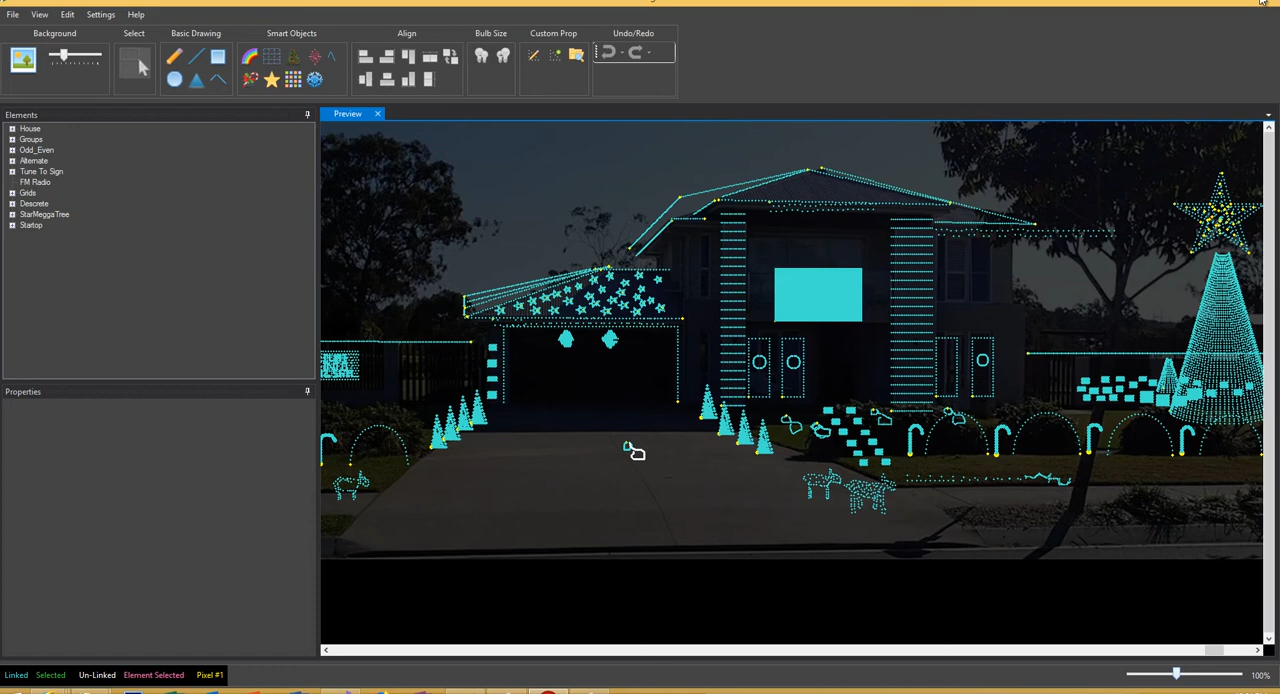 File View Edit Settings Help
Background Select Basic Drawing Smart Objects Align Bulb Size Custom Prop Undo/Redo
Elements
Preview
House
Groups
Odd_Even
Alternate
Tune To Sign
FM Radio
Grids
Descrete
StarMeggaTree
Startop
Properties
Linked Selected Un-Linked Element Selected Pixel #1
100%